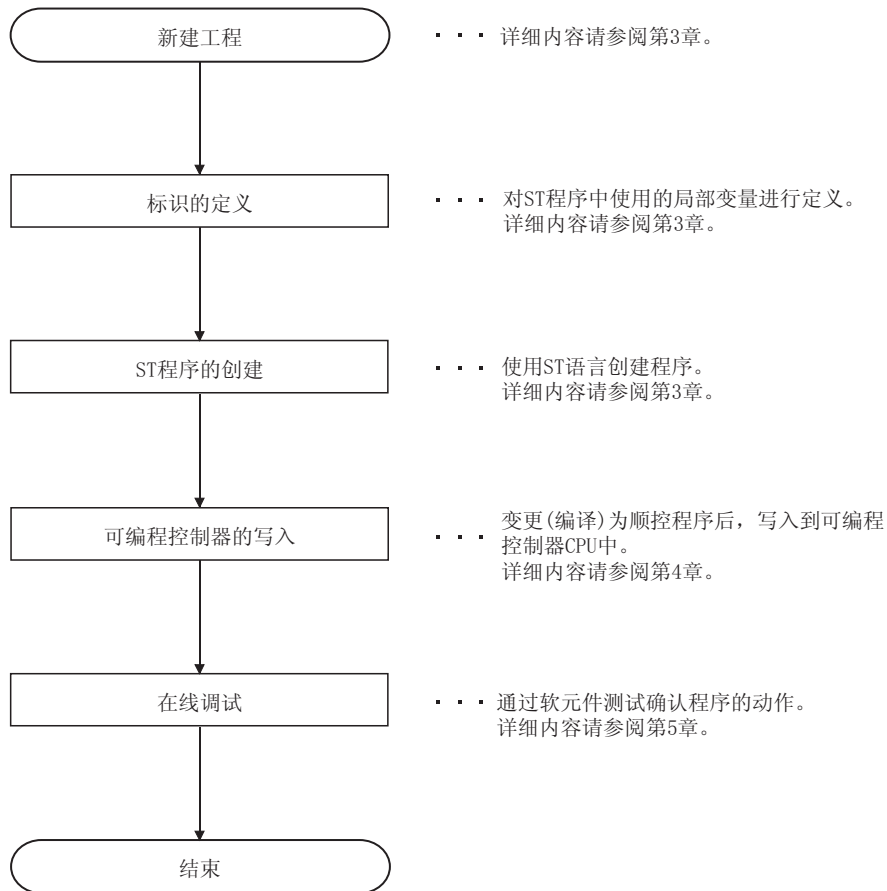 新建工程
· · · 详细内容请参阅第3章。
标识的定义
· · · 对ST程序中使用的局部变量进行定义。
详细内容请参阅第3章。
ST程序的创建
· · · 使用ST语言创建程序。
详细内容请参阅第3章。
可编程控制器的写入
· · · 变更(编译)为顺控程序后，写入到可编程
控制器CPU中。
详细内容请参阅第4章。
在线调试
· · · 通过软元件测试确认程序的动作。
详细内容请参阅第5章。
结束